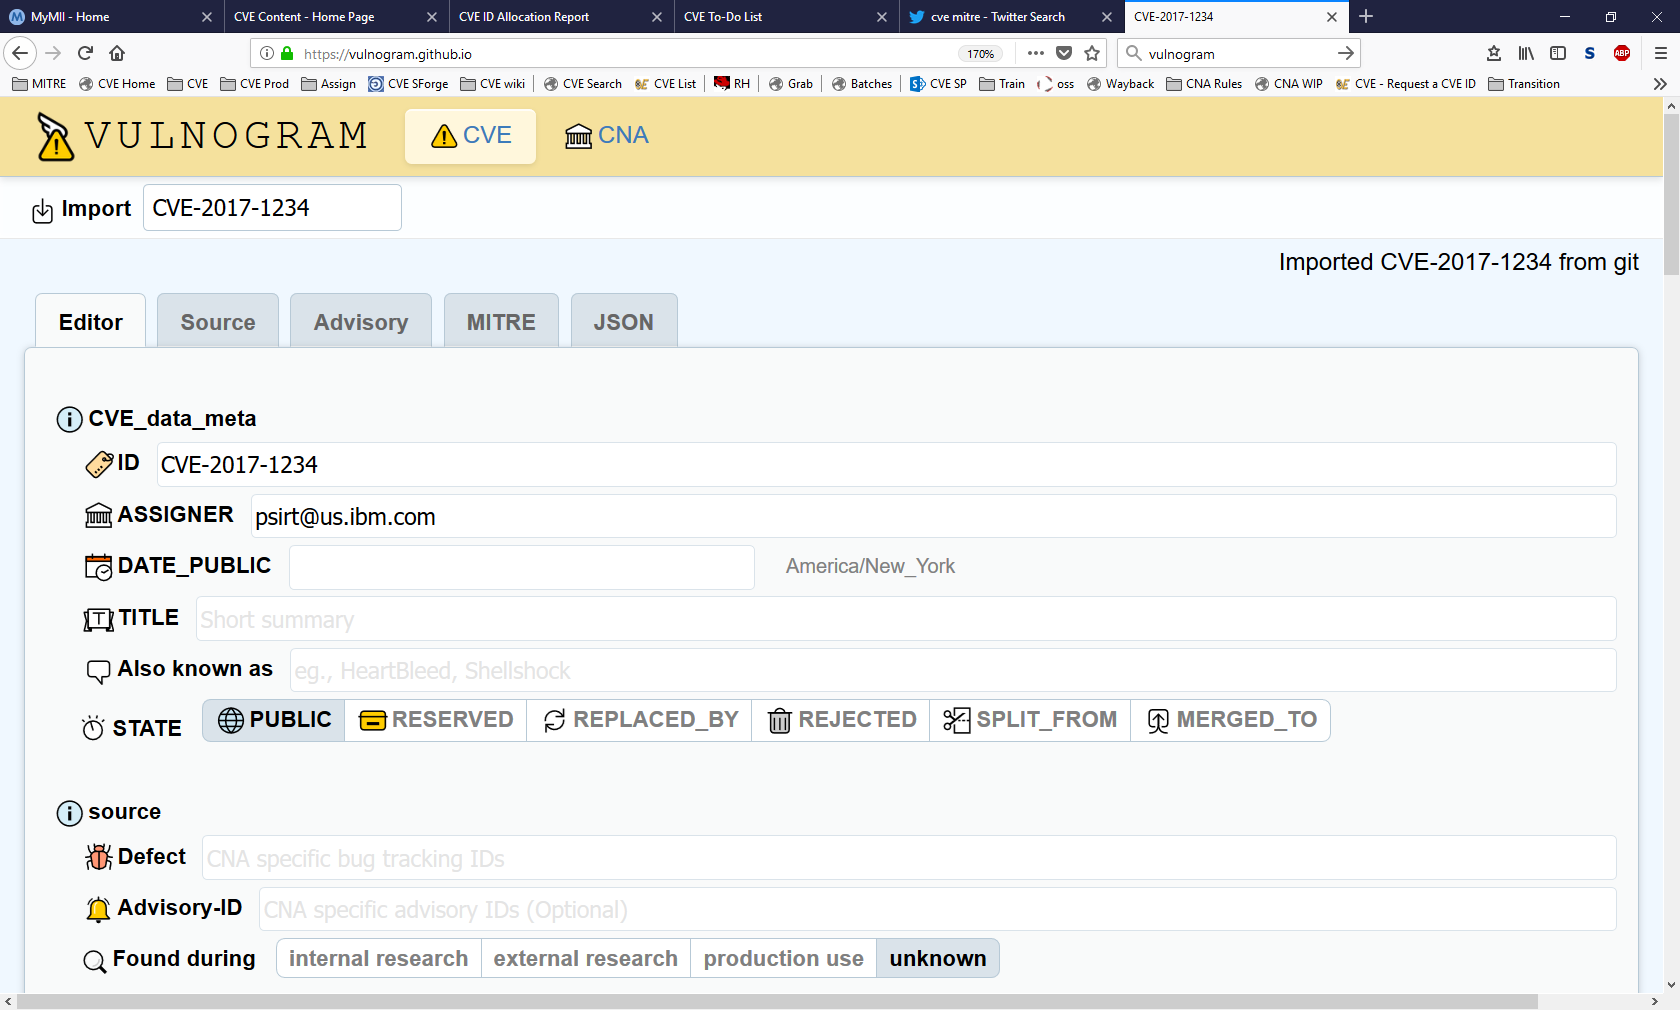 MyMII - Home
CVE Content - Home Page
CVE ID Allocation Report
CVE To-Do List
cve mitre - Twitter Search
CVE-2017-1234
https://vulnogram.github.io
170%
vulnogram
S
ABP
MITRE
CVE Home
CVE
CVE Prod
Assign
CVE SForge
CVE wiki
CVE Search
CVE List
RH
Grab
Batches
CVE SP
Train
oss
Wayback
CNA Rules
CNA WIP
CVE - Request a CVE ID
Transition
VULNOGRAM
CVE
CNA
Import
CVE-2017-1234
Imported CVE-2017-1234 from git
Editor
Source
Advisory
MITRE
JSON
CVE_data_meta
ID
CVE-2017-1234
ASSIGNER
psirt@us.ibm.com
DATE_PUBLIC
America/New_York
TITLE
Short summary
Also known as
eg., HeartBleed, Shellshock
STATE
PUBLIC
RESERVED
REPLACED_BY
REJECTED
SPLIT_FROM
MERGED_TO
source
Defect
CNA specific bug tracking IDs
Advisory-ID
CNA specific advisory IDs (Optional)
Found during
internal research
external research
production use
unknown